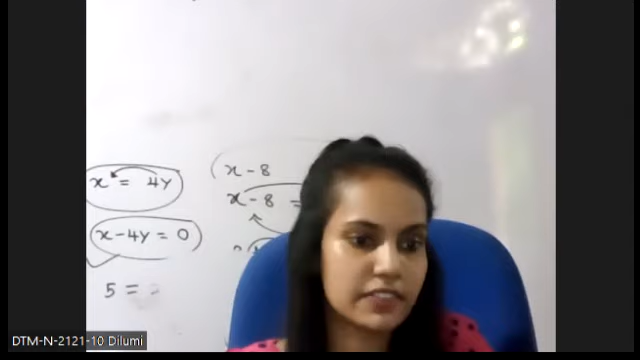 x - 8
x = 4y
x - 8 =
x - 4y = 0
5 =
DTM-N-2121-10 Dilumi